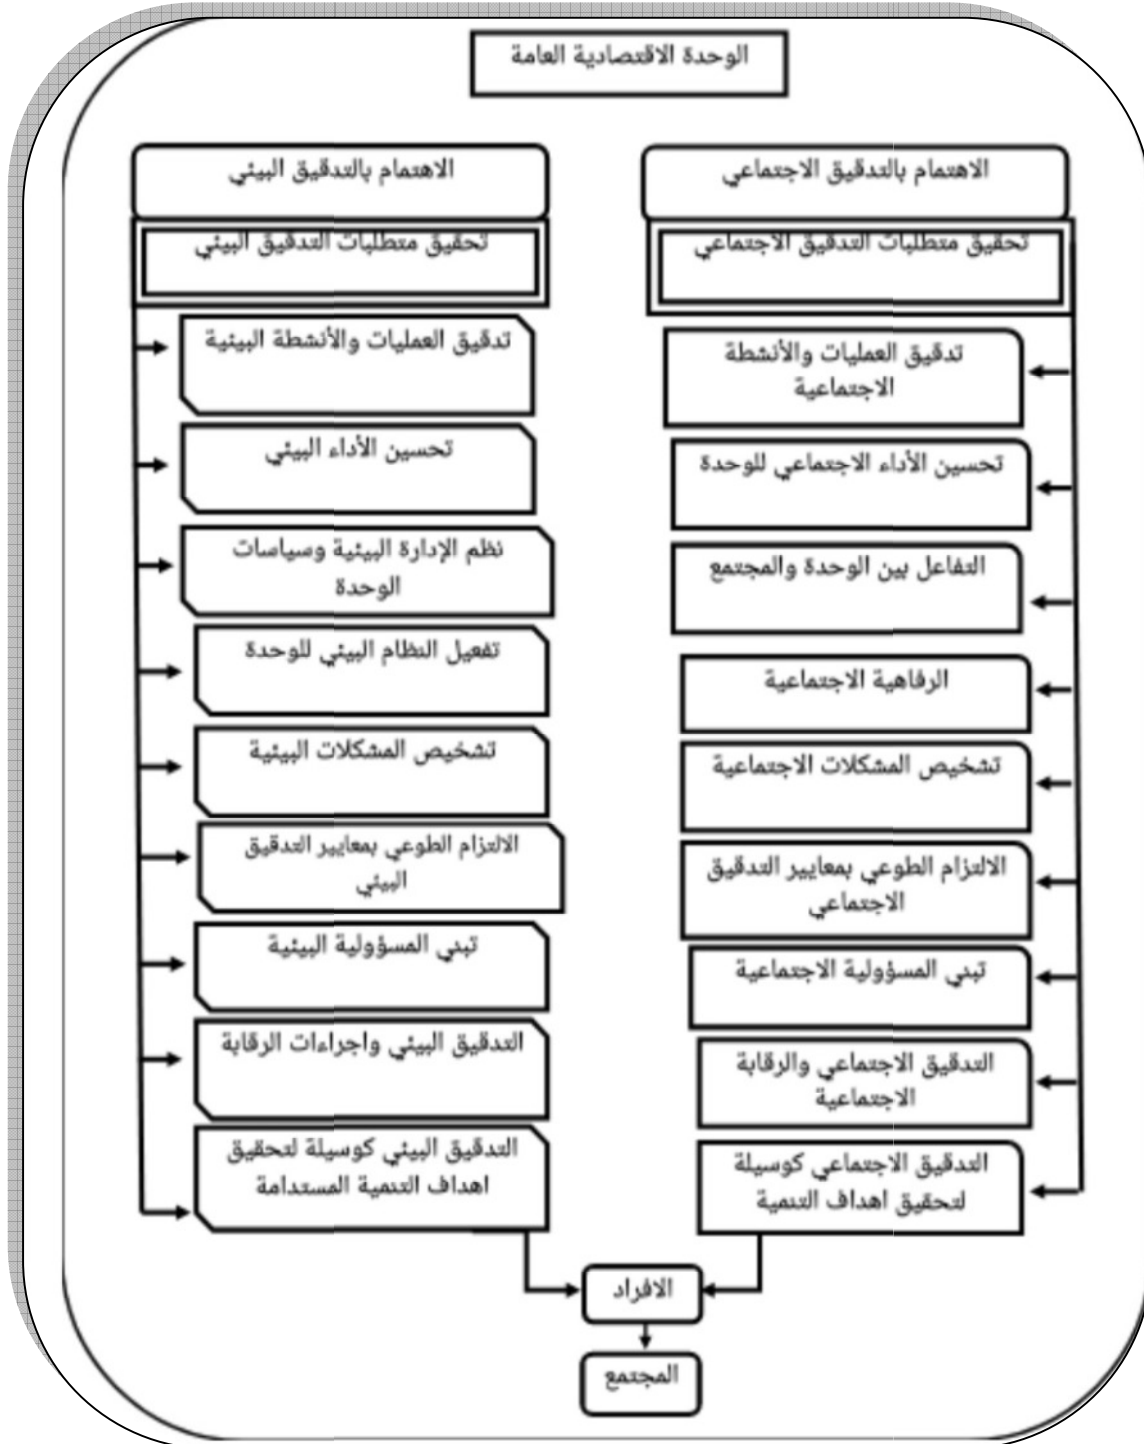 الوحدة الاقتصادية العامة
الاهتمام بالتدقيق الاجتماعي
تحقيق متطلبات التدقيق الاجتماعي
تدقيق العمليات والأنشطة
الاجتماعية
تحسين الأداء الاجتماعي للوحدة
التفاعل بين الوحدة والمجتمع
الرفاهية الاجتماعية
تشخيص المشكلات الاجتماعية
الالتزام الطوعي بمعايير التدقيق
الاجتماعي
تبني المسؤولية الاجتماعية
التدقيق الاجتماعي والرقابة
الاجتماعية
التدقيق الاجتماعي كوسيلة
لتحقيق اهداف التنمية
الاهتمام بالتدقيق البيئي
تحقيق متطلبات التدقيق البيئي
تدقيق العمليات والأنشطة البيئية
تحسين الأداء البيئي
نظم الإدارة البيئية وسياسات
الوحدة
تفعيل النظام البيئي للوحدة
تشخيص المشكلات البيئية
الالتزام الطوعي بمعايير التدقيق
البيئي
تبني المسؤولية البيئية
التدقيق البيئي واجراءات الرقابة
التدقيق البيئي كوسيلة لتحقيق
اهداف التنمية المستدامة
الافراد
المجتمع